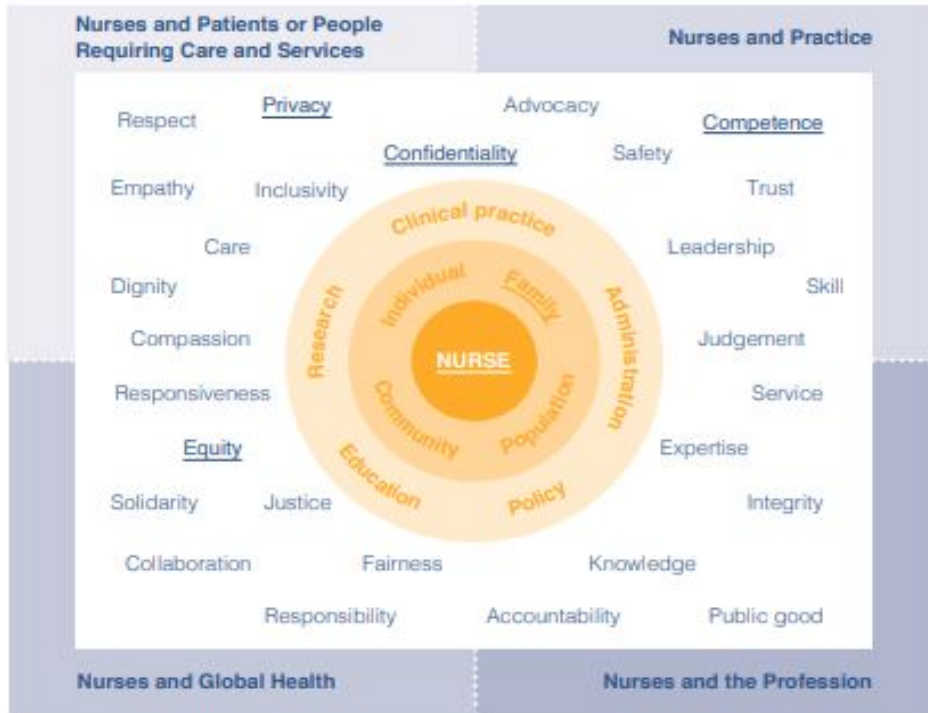 Nurses and Patients or People
Requiring Care and Services
Nurses and Practice
Respect
Privacy
Advocacy
Competence
Confidentiality
Safety
Empathy
Inclusivity
Trust
Clinical practice
Care
Leadership
Individual
Family
Dignity
Research
Administration
Skill
Compassion
NURSE
Judgement
Responsiveness
Community
Population
Service
Equity
Education
Policy
Expertise
Solidarity
Justice
Integrity
Collaboration
Fairness
Knowledge
Responsibility
Accountability
Public good
Nurses and Global Health
Nurses and the Profession